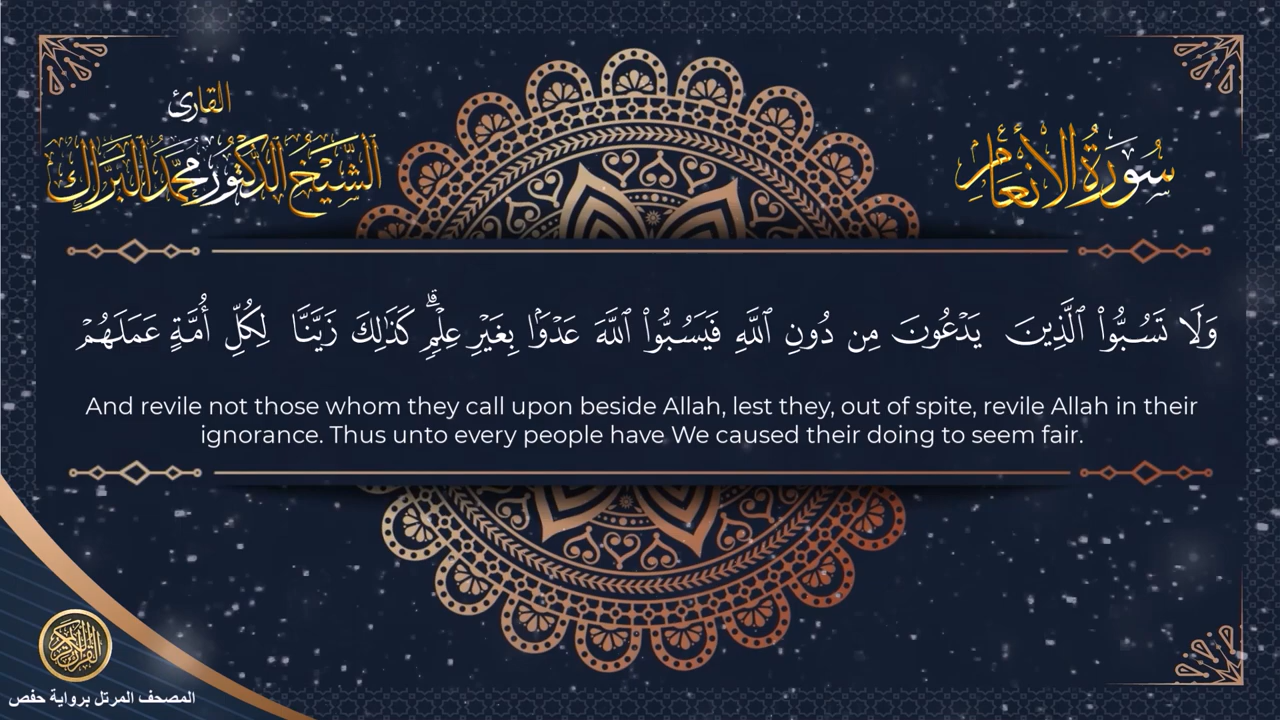 القارئ
الشيخ الدكتور محمد البراك
سورة الأنعام
وَلَا تَسُبُّوا۟ ٱلَّذِينَ يَدْعُونَ مِن دُونِ ٱللَّهِ فَيَسُبُّوا۟ ٱللَّهَ عَدْوًۢا بِغَيْرِ عِلْمٍۢ ۗ كَذَٰلِكَ زَيَّنَّا لِكُلِّ أُمَّةٍ عَمَلَهُمْ
And revile not those whom they call upon beside Allah, lest they, out of spite, revile Allah in their
ignorance. Thus unto every people have We caused their doing to seem fair.
القرآن الكريم
المصحف المرتل برواية حفص